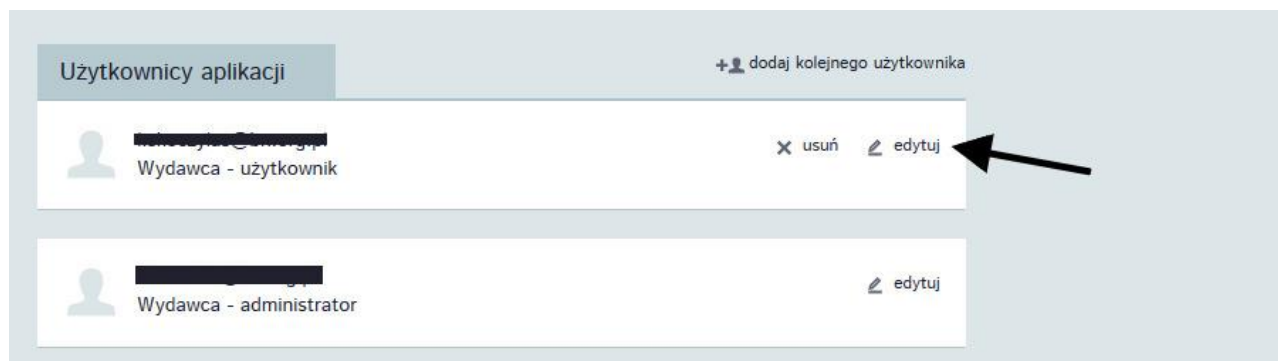 Użytkownicy aplikacji
dodaj kolejnego użytkownika
usuń edytuj
Wydawca - użytkownik
edytuj
Wydawca - administrator